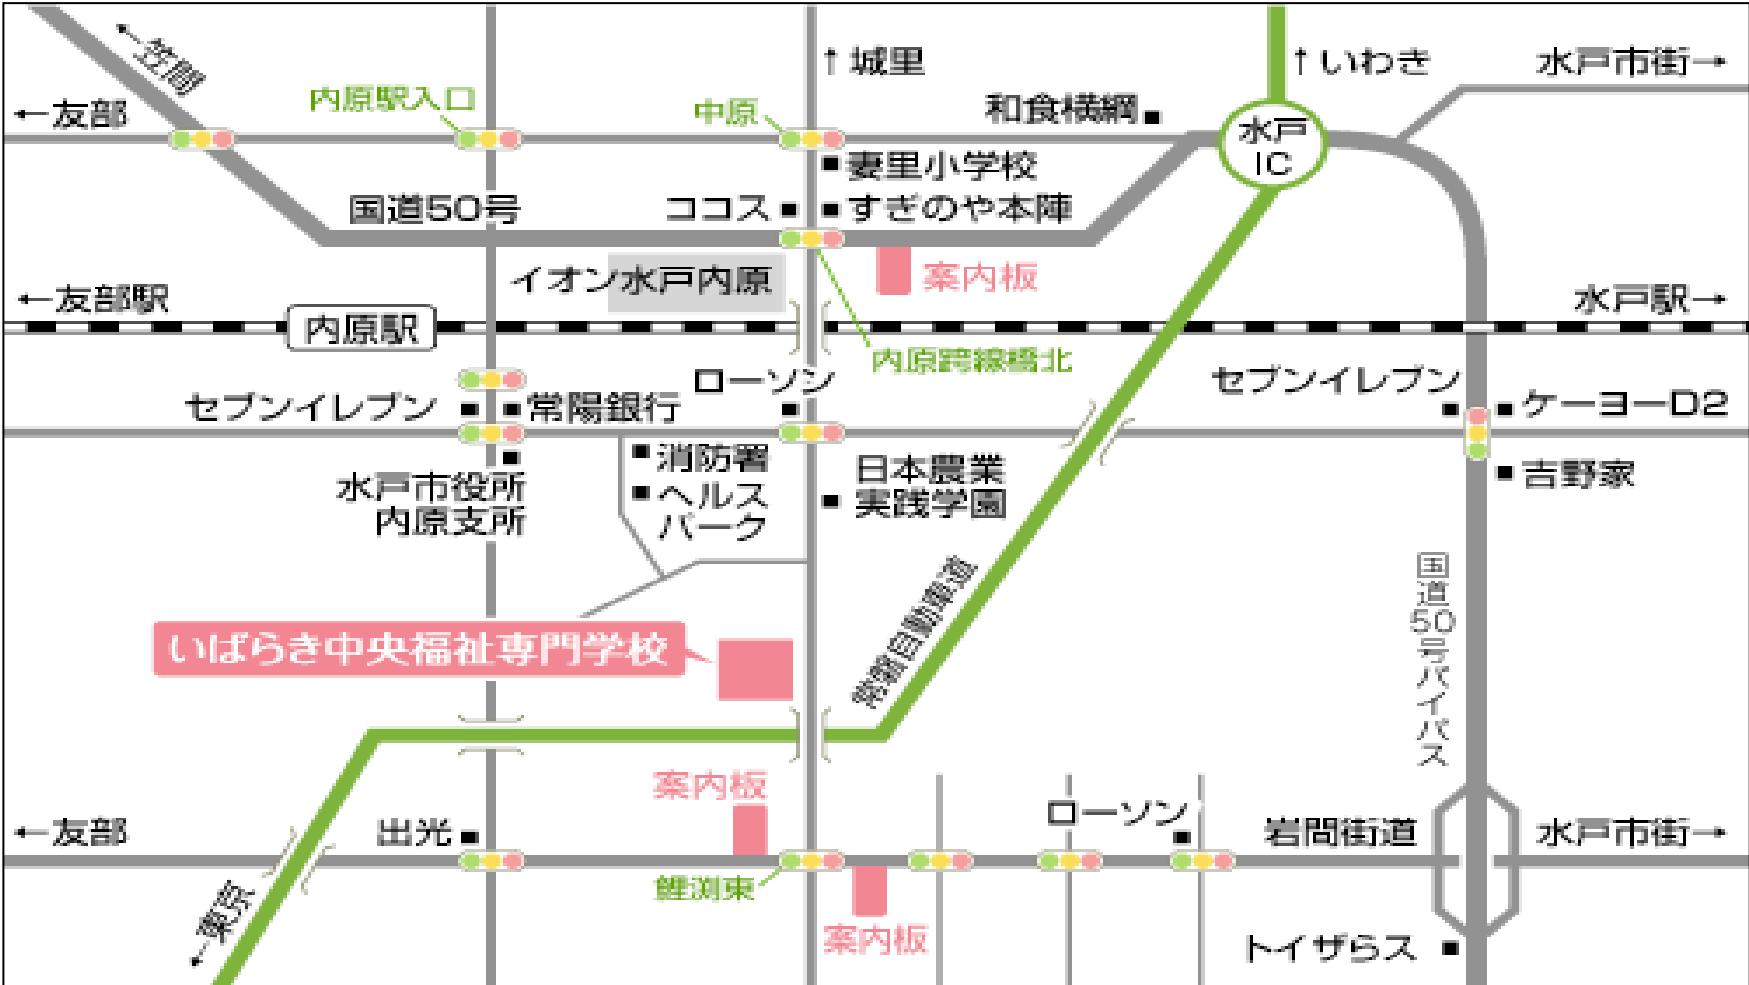 ←笠間
↑城里
↑いわき
水戸市街→
←友部
内原駅入口
中原
和食横綱
水戸
IC
妻里小学校
国道50号
ココス
すぎのや本陣
イオン水戸内原
案内板
←友部駅
水戸駅→
内原駅
内原跨線橋北
ローソン
セブンイレブン
セブンイレブン
常陽銀行
ケーヨーD2
消防署
日本農業
実践学園
吉野家
水戸市役所
内原支所
ヘルス
パーク
常磐自動車道
国道50号バイパス
いばらき中央福祉専門学校
案内板
←友部
出光
ローソン
岩間街道
水戸市街→
鯉渕東
←東京
案内板
トイザらス